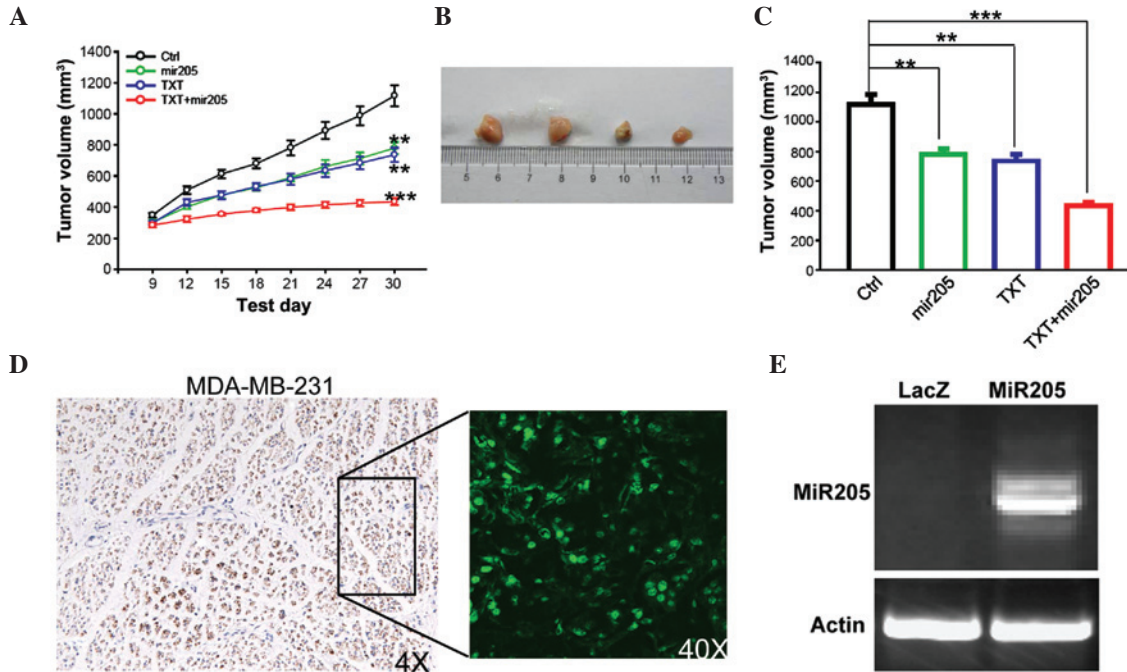 A
1400
1200
1000
800
600
400
200
0
Tumor volume (mm³)
Ctrl
mir205
TXT
TXT+mir205
**
**
***
9 12 15 18 21 24 27 30
Test day
B
5 6 7 8 9 10 11 12 13
C
***
**
**
1400
1200
1000
800
600
400
200
0
Tumor volume (mm³)
Ctrl
mir205
TXT
TXT+mir205
D
MDA-MB-231
4X
40X
E
LacZ MiR205
MiR205
Actin